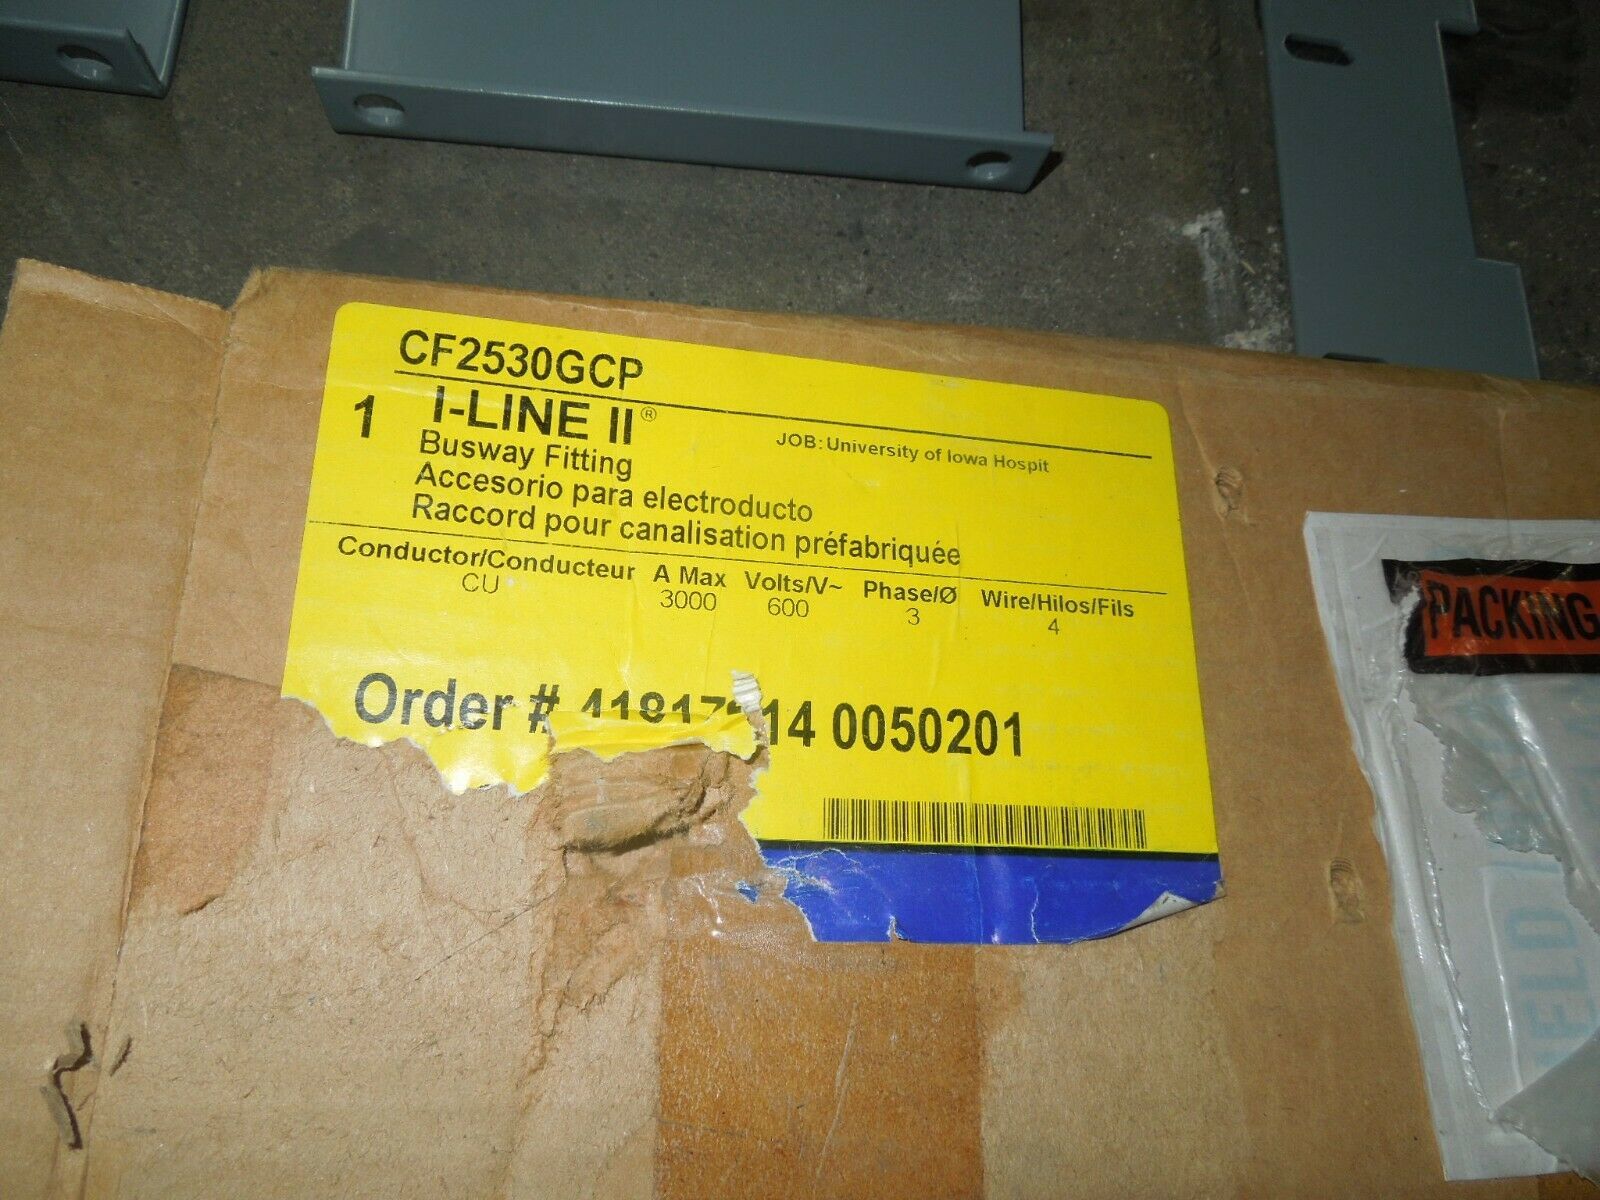 CF2530GCP
1 I-LINE II®
JOB: University of Iowa Hospit
Busway Fitting
Accesorio para electroducto
Raccord pour canalisation préfabriquée
Conductor/Conducteur A Max Volts/V~ Phase/Ø Wire/Hilos/Fils
CU 3000 600 3 4
Order # 0050201
PACKING